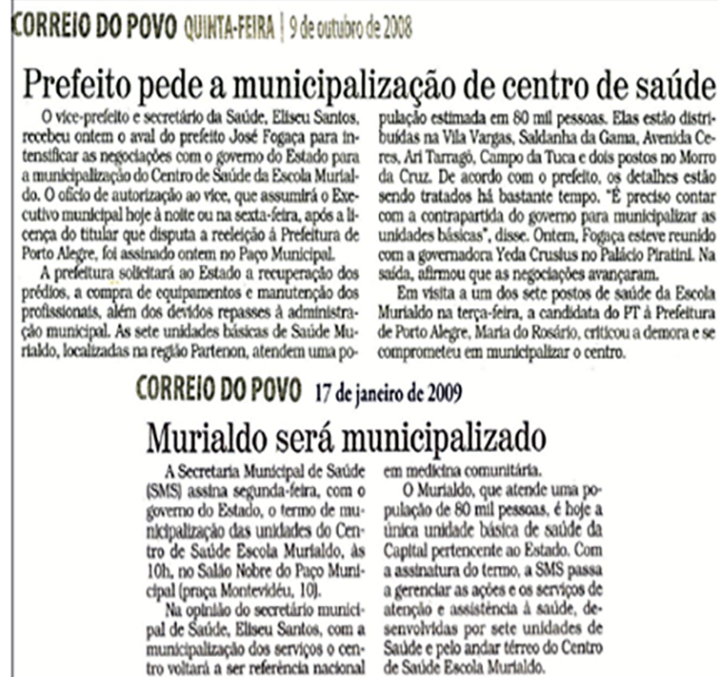 CORREIO DO POVO QUINTA-FEIRA | 9 de outubro de 2008
Prefeito pede a municipalização de centro de saúde
O vice-prefeito e secretário da Saúde, Eliseu Santos,
recebeu ontem o aval do prefeito José Fogaça para in-
tensificar as negociações com o governo do Estado para
a municipalização do Centro de Saúde da Escola Murial-
do. O ofício de autorização ao vice, que assumirá o Exe-
cutivo municipal hoje à noite ou na sexta-feira, após a li-
cença do titular que disputa a reeleição à Prefeitura de
Porto Alegre, foi assinado ontem no Paço Municipal.
A prefeitura solicitará ao Estado a recuperação dos
prédios, a compra de equipamentos e manutenção dos
profissionais, além dos devidos repasses à administra-
ção municipal. As sete unidades básicas de Saúde Mu-
rialdo, localizadas na região Partenon, atendem uma po-
pulação estimada em 80 mil pessoas. Elas estão distri-
buídas na Vila Vargas, Saldanha da Gama, Avenida Ce-
res, Ari Tarragô, Campo da Tuca e dois postos no Morro
da Cruz. De acordo com o prefeito, os detalhes estão
sendo tratados há bastante tempo. "É preciso contar
com a contrapartida do governo para municipalizar as
unidades básicas", disse. Ontem, Fogaça esteve reunido
com a governadora Yeda Crusius no Palácio Piratini. Na
saída, afirmou que as negociações avançaram.
Em visita a um dos sete postos de saúde da Escola
Murialdo na terça-feira, a candidata do PT à Prefeitura
de Porto Alegre, Maria do Rosário, criticou a demora e se
comprometeu em municipalizar o centro.
CORREIO DO POVO 17 de janeiro de 2009
Murialdo será municipalizado
A Secretaria Municipal de Saúde
(SMS) assina segunda-feira, com o
governo do Estado, o termo de mu-
nicipalização das unidades do Cen-
tro de Saúde Escola Murialdo, às
10h, no Salão Nobre do Paço Muni-
cipal (praça Montevidéu, 10).
Na opinião do secretário munici-
pal de Saúde, Eliseu Santos, com a
municipalização dos serviços o cen-
tro voltará a ser referência nacional
em medicina comunitária.
O Murialdo, que atende uma po-
pulação de 80 mil pessoas, é hoje a
única unidade básica de saúde da
Capital pertencente ao Estado. Com
a assinatura do termo, a SMS passa
a gerenciar as ações e os serviços de
atenção e assistência à saúde, de-
senvolvidas por sete unidades de
Saúde e pelo andar térreo do Centro
de Saúde Escola Murialdo.